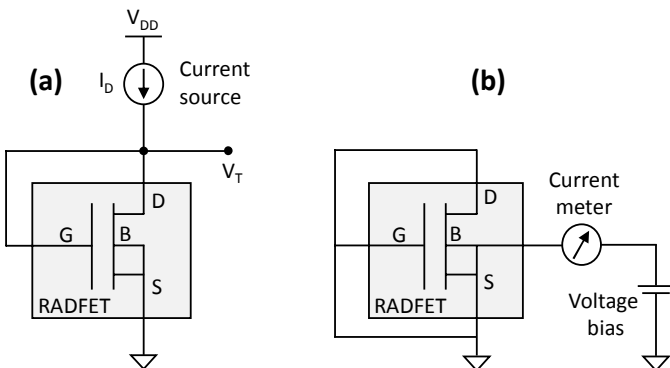 V_DD
(a)
I_D
Current
source
(b)
V_T
D
G
B
S
RADFET
D
G
B
S
RADFET
Current
meter
Voltage
bias